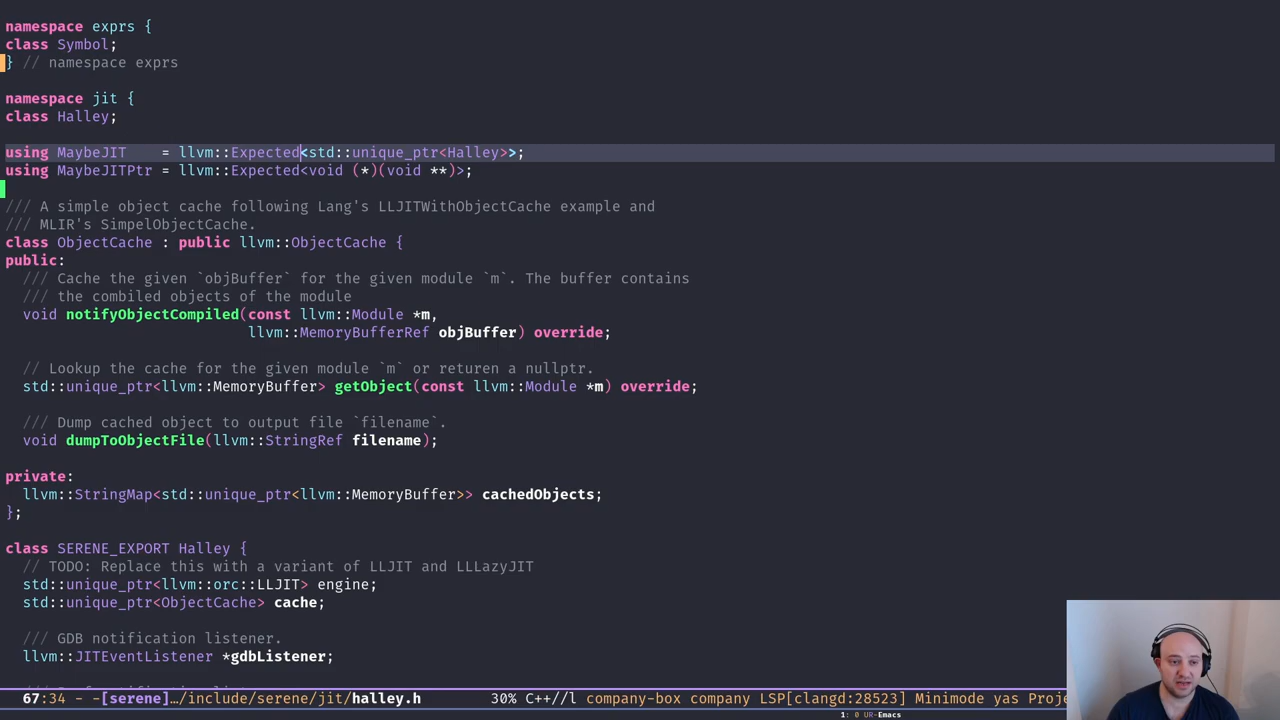 namespace exprs {
class Symbol;
} // namespace exprs
namespace jit {
class Halley;
using MaybeJIT    = llvm::Expected<std::unique_ptr<Halley>>;
using MaybeJITPtr = llvm::Expected<void (*)(void **)>;
/// A simple object cache following Lang's LLJITWithObjectCache example and
/// MLIR's SimpelObjectCache.
class ObjectCache : public llvm::ObjectCache {
public:
/// Cache the given `objBuffer` for the given module `m`. The buffer contains
/// the combiled objects of the module
void notifyObjectCompiled(const llvm::Module *m,
llvm::MemoryBufferRef objBuffer) override;
// Lookup the cache for the given module `m` or returen a nullptr.
std::unique_ptr<llvm::MemoryBuffer> getObject(const llvm::Module *m) override;
/// Dump cached object to output file `filename`.
void dumpToObjectFile(llvm::StringRef filename);
private:
llvm::StringMap<std::unique_ptr<llvm::MemoryBuffer>> cachedObjects;
};
class SERENE_EXPORT Halley {
// TODO: Replace this with a variant of LLJIT and LLLazyJIT
std::unique_ptr<llvm::orc::LLJIT> engine;
std::unique_ptr<ObjectCache> cache;
/// GDB notification listener.
llvm::JITEventListener *gdbListener;
67:34 - -[serene]…/include/serene/jit/halley.h 30% C++//l company-box company LSP[clangd:28523] Minimode yas Proje
1: 0 UR-Emacs